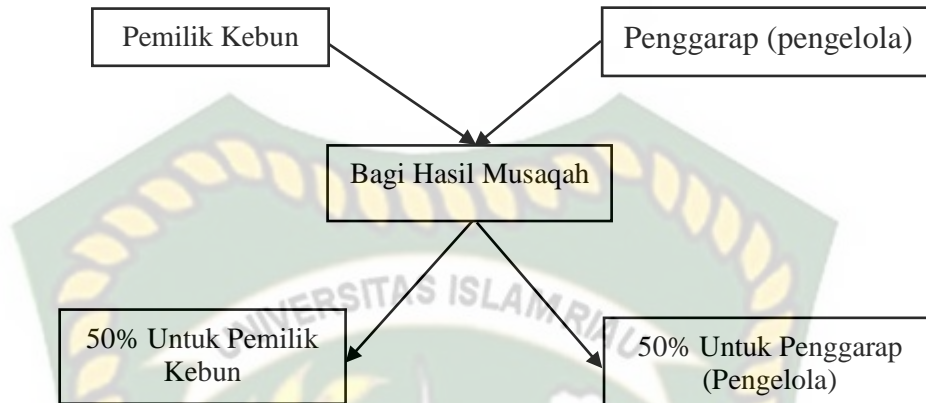 Pemilik Kebun
Penggarap (pengelola)
Bagi Hasil Musaqah
UNIVERSITAS ISLAM RIAU
50% Untuk Pemilik
Kebun
50% Untuk Penggarap
(Pengelola)